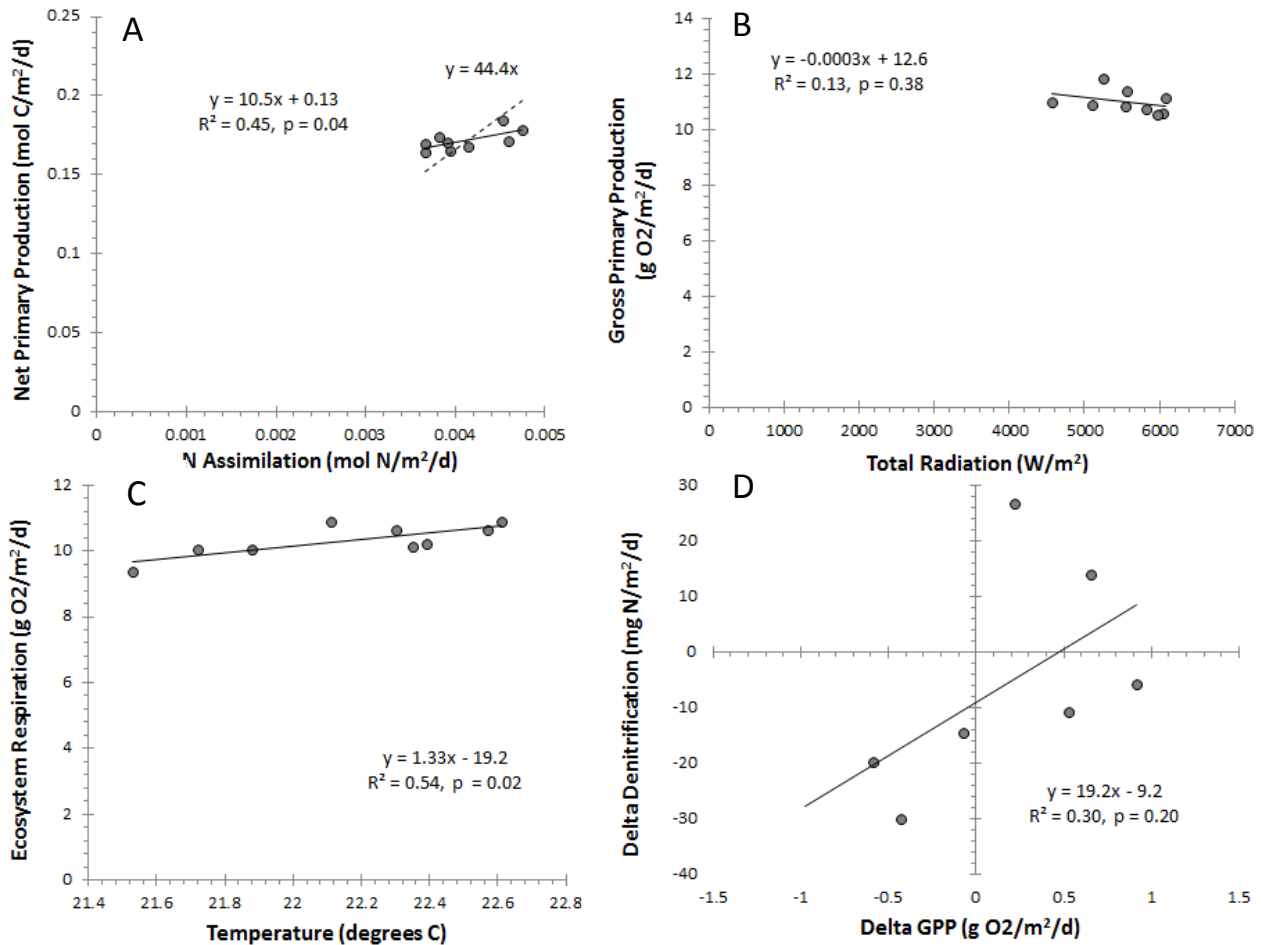 A
Net Primary Production (mol C/m²/d)
0.25
0.2
0.15
0.1
0.05
0
y = 44.4x
y = 10.5x + 0.13
R² = 0.45, p = 0.04
0 0.001 0.002 0.003 0.004 0.005
N Assimilation (mol N/m²/d)
B
Gross Primary Production
(g O2/m²/d)
14
12
10
8
6
4
2
0
y = -0.0003x + 12.6
R² = 0.13, p = 0.38
0 1000 2000 3000 4000 5000 6000 7000
Total Radiation (W/m²)
C
Ecosystem Respiration (g O2/m²/d)
12
10
8
6
4
2
0
y = 1.33x - 19.2
R² = 0.54, p = 0.02
21.4 21.6 21.8 22 22.2 22.4 22.6 22.8
Temperature (degrees C)
D
Delta Denitrification (mg N/m²/d)
30
20
10
0
-10
-20
-30
-40
y = 19.2x - 9.2
R² = 0.30, p = 0.20
-1.5 -1 -0.5 0 0.5 1 1.5
Delta GPP (g O2/m²/d)